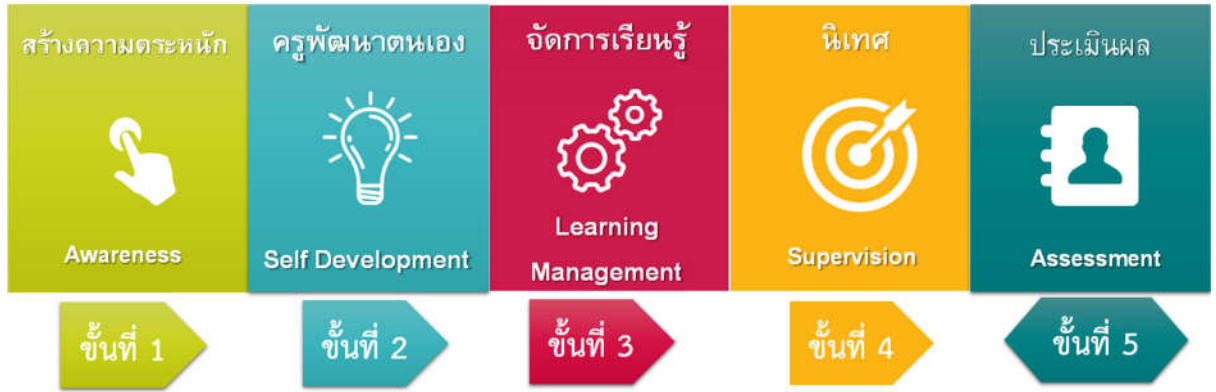 สร้างความตระหนัก
Awareness
ครูพัฒนาตนเอง
Self Development
จัดการเรียนรู้
Learning
Management
นิเทศ
Supervision
ประเมินผล
Assessment
ขั้นที่ 1
ขั้นที่ 2
ขั้นที่ 3
ขั้นที่ 4
ขั้นที่ 5